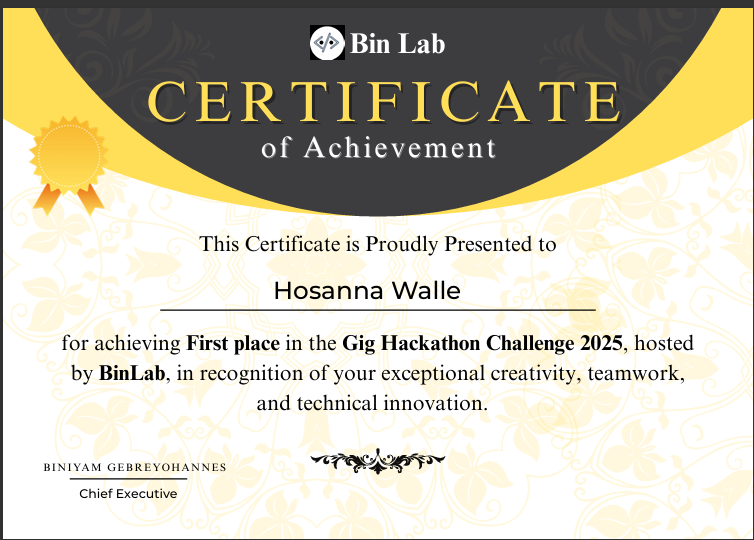 </> Bin Lab
CERTIFICATE
of Achievement
This Certificate is Proudly Presented to
Hosanna Walle
for achieving First place in the Gig Hackathon Challenge 2025, hosted
by BinLab, in recognition of your exceptional creativity, teamwork,
and technical innovation.
BINIYAM GEBREYOHANNES
Chief Executive